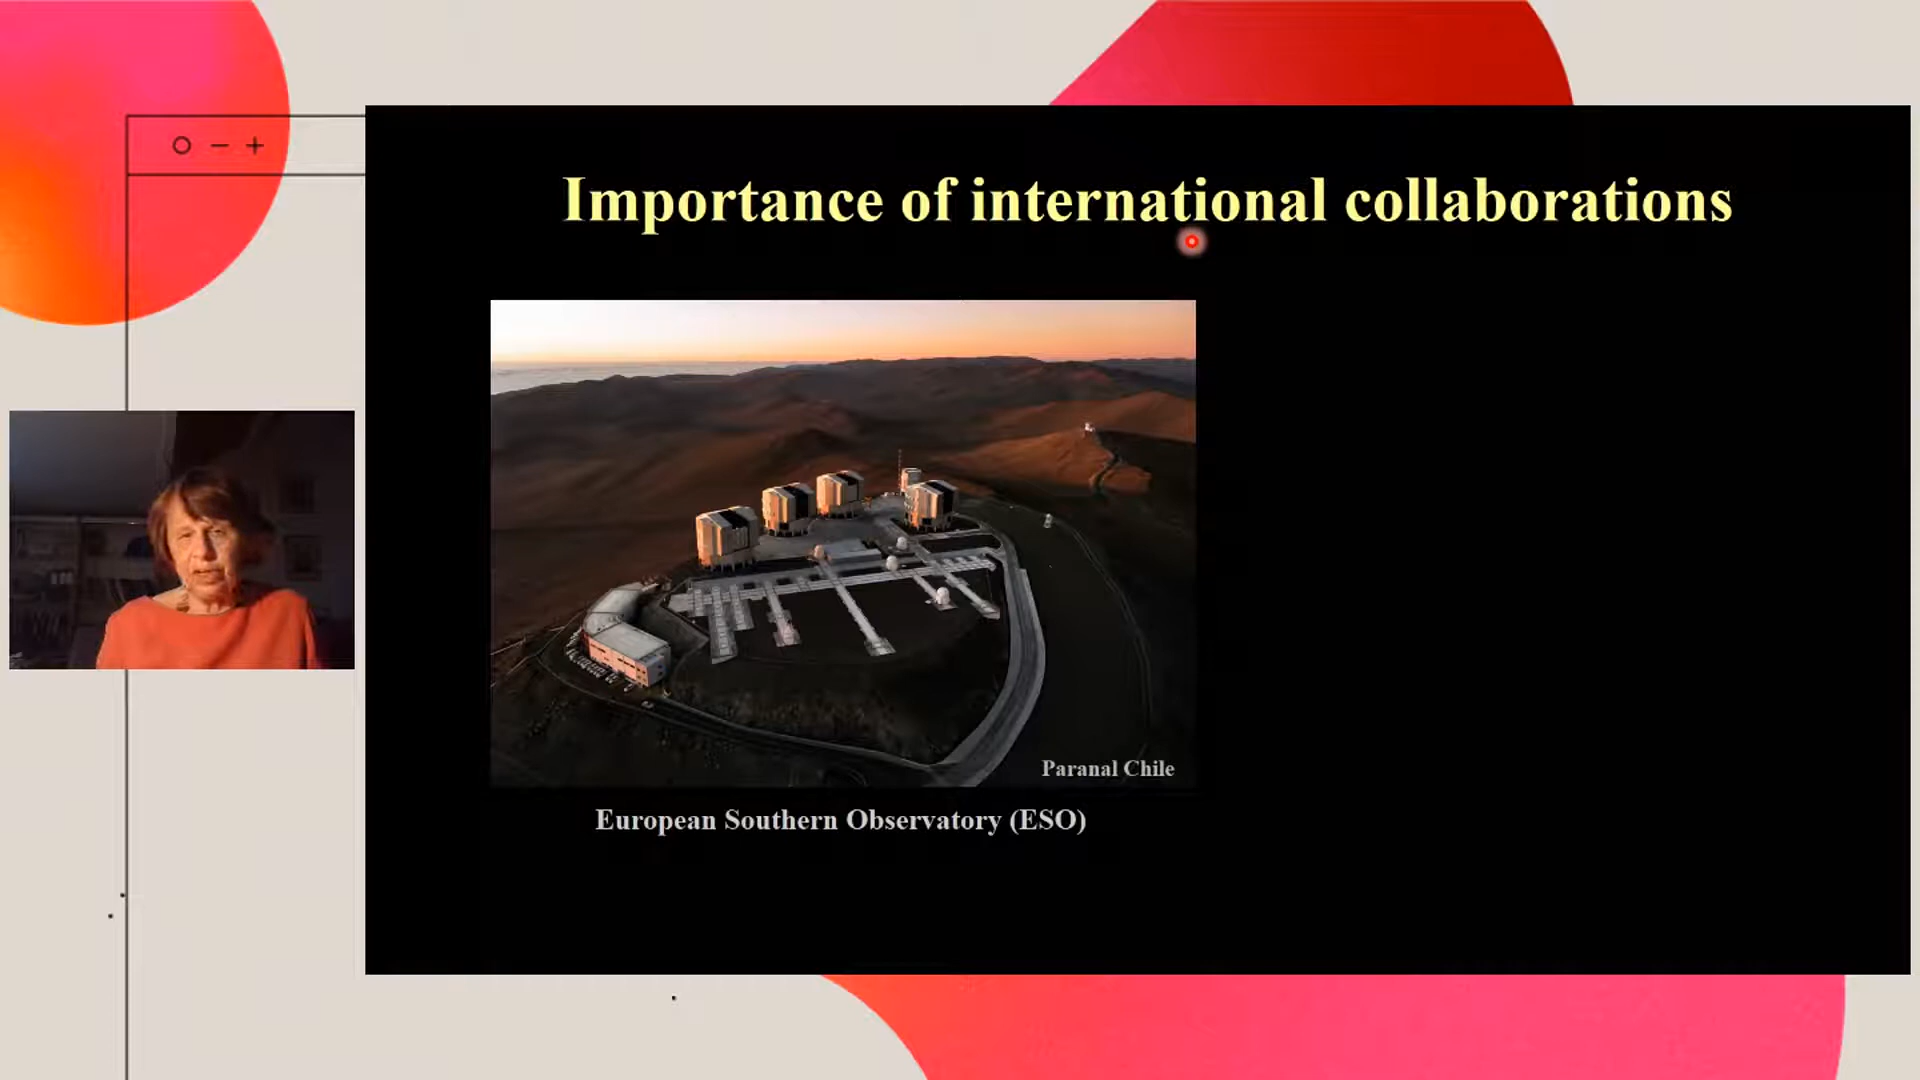 Importance of international collaborations
Paranal Chile
European Southern Observatory (ESO)